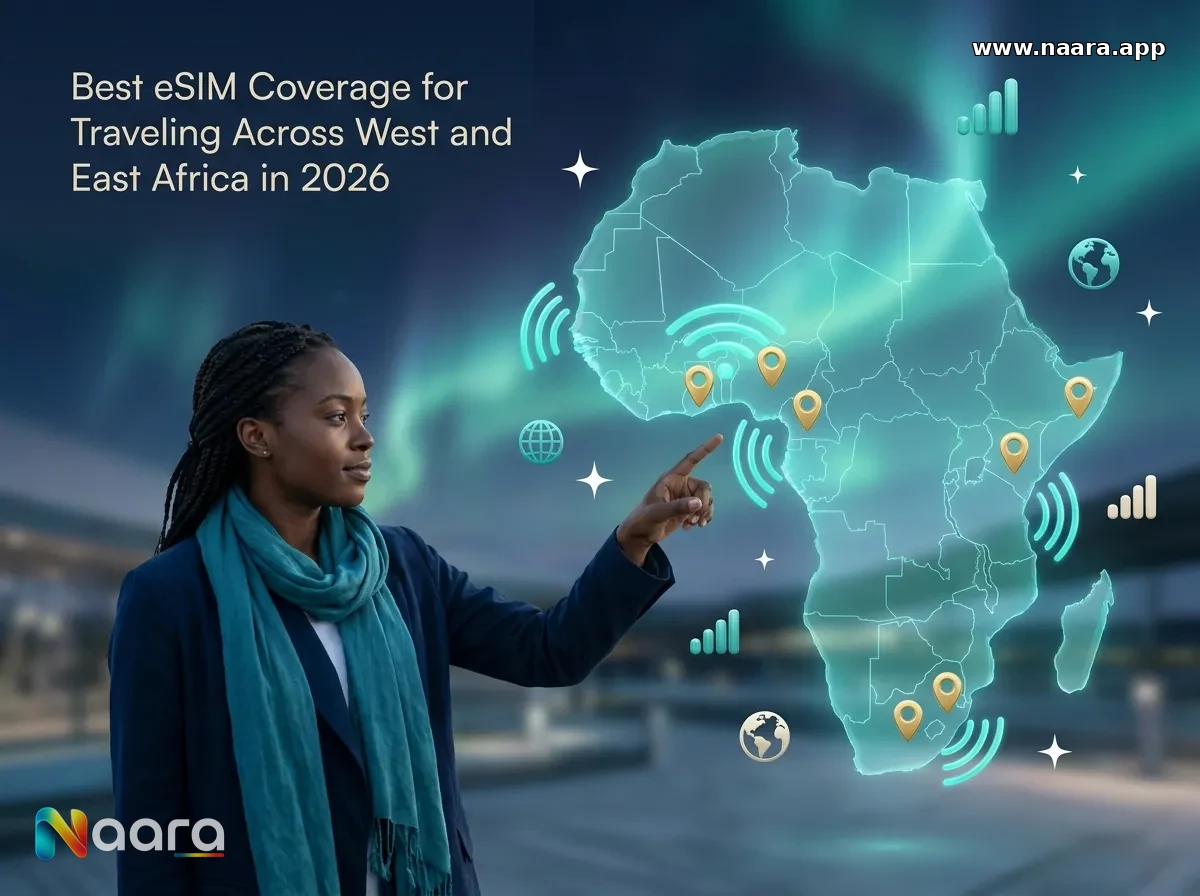 www.naara.app
Best eSIM Coverage for
Traveling Across West and
East Africa in 2026
Naara